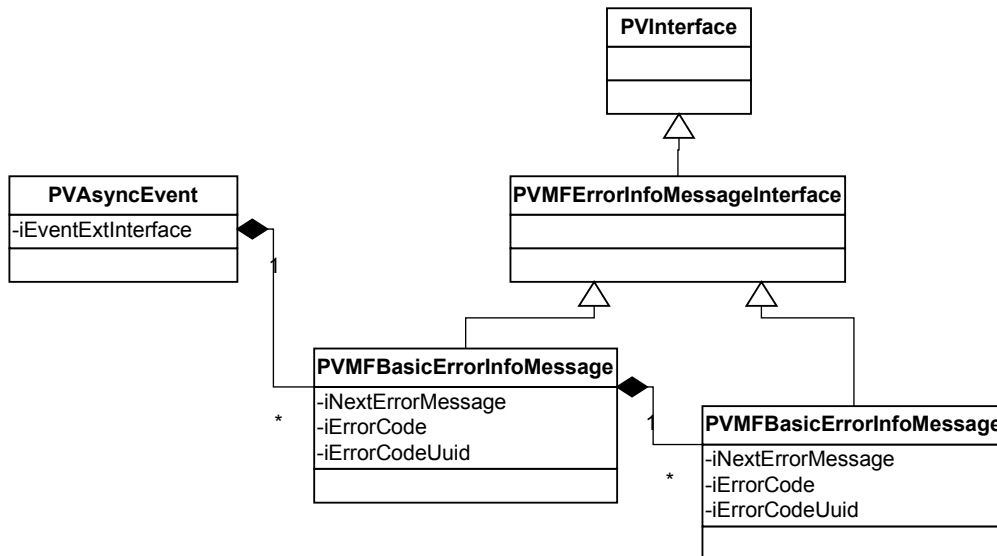 PVInterface
PVAsyncEvent
-iEventExtInterface
PVMFErrorInfoMessageInterface
1
*
PVMFBasicErrorInfoMessage
-iNextErrorMessage
-iErrorCode
-iErrorCodeUuid
1
*
PVMFBasicErrorInfoMessage
-iNextErrorMessage
-iErrorCode
-iErrorCodeUuid